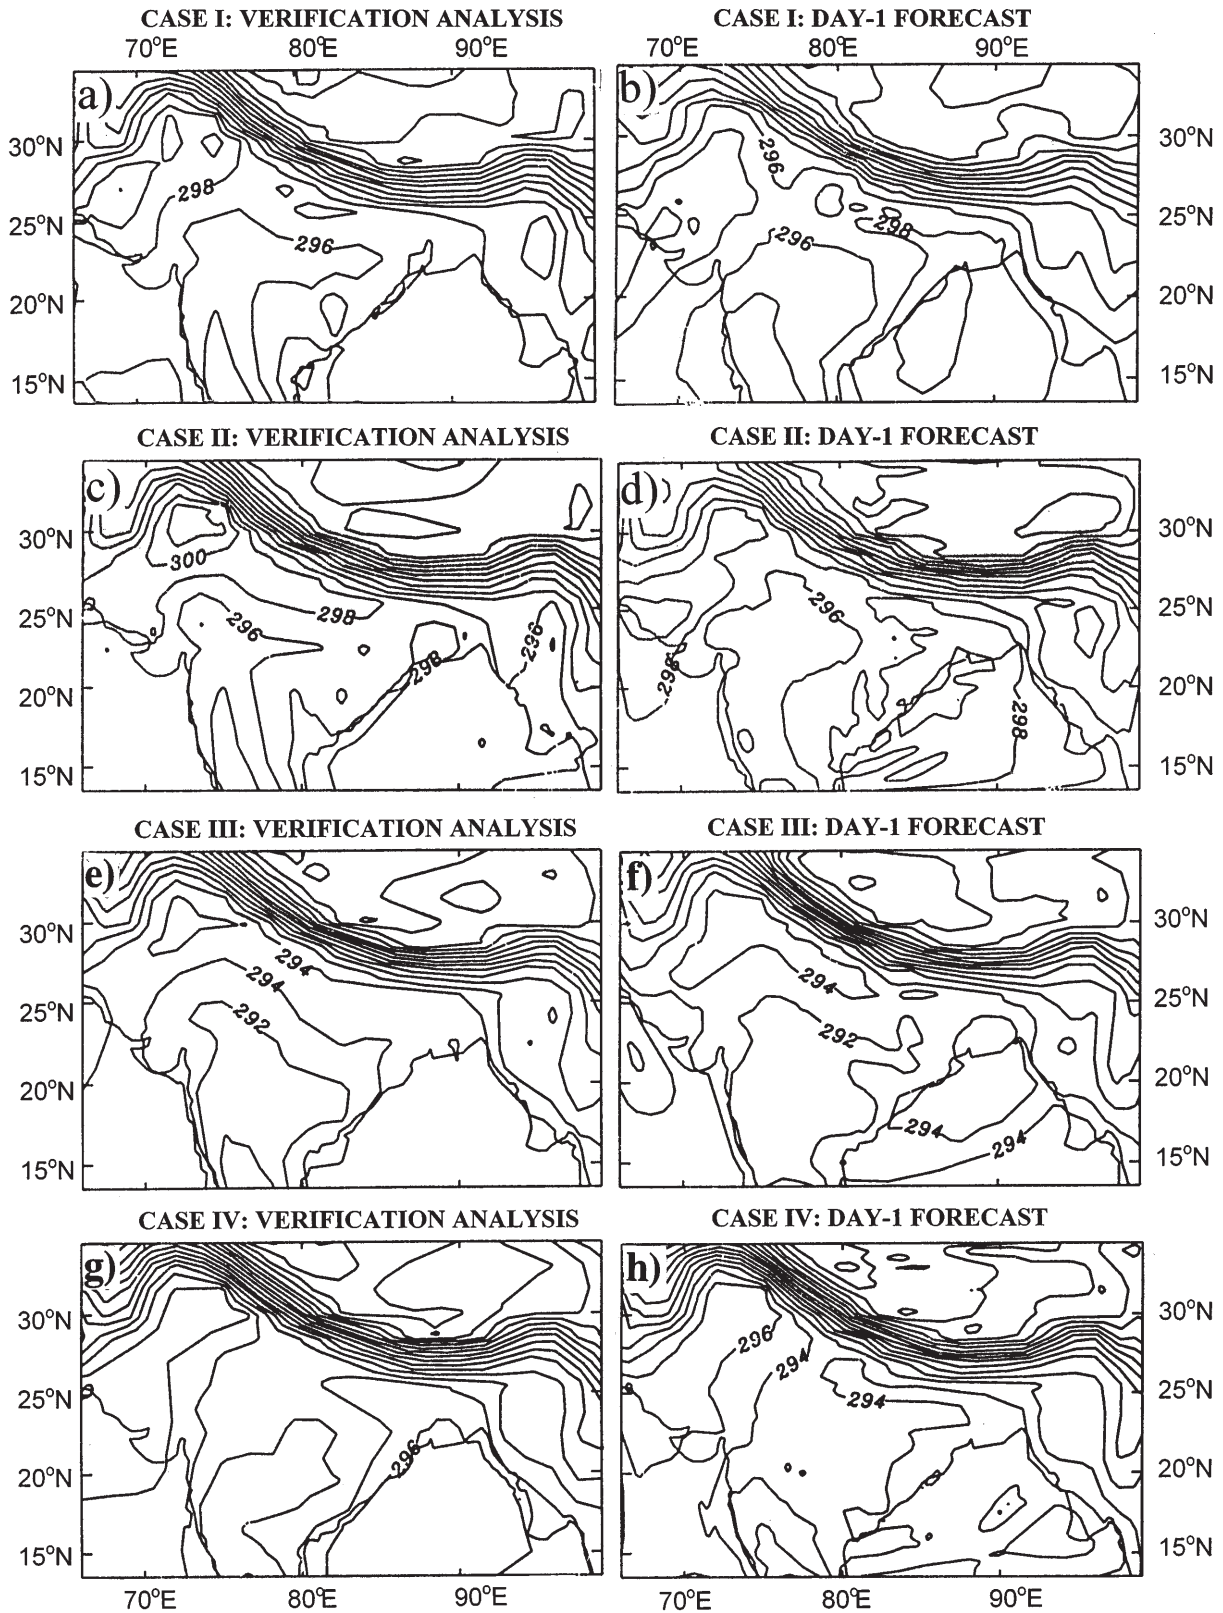 CASE I: VERIFICATION ANALYSIS CASE I: DAY-1 FORECAST
70°E 80°E 90°E 70°E 80°E 90°E
a) b)
30°N 296 30°N
298
25°N 298 25°N
296 296
20°N 20°N
15°N 15°N
CASE II: VERIFICATION ANALYSIS CASE II: DAY-1 FORECAST
c) d)
30°N 30°N
300
25°N 298 296 25°N
296 296
298 298
20°N 20°N
298
15°N 15°N
CASE III: VERIFICATION ANALYSIS CASE III: DAY-1 FORECAST
e) f)
30°N 30°N
294
294 294
25°N 292 25°N
292
20°N 20°N
294 294
15°N 15°N
CASE IV: VERIFICATION ANALYSIS CASE IV: DAY-1 FORECAST
g) h)
30°N 30°N
296
294
25°N 294 25°N
296
20°N 20°N
15°N 15°N
70°E 80°E 90°E 70°E 80°E 90°E